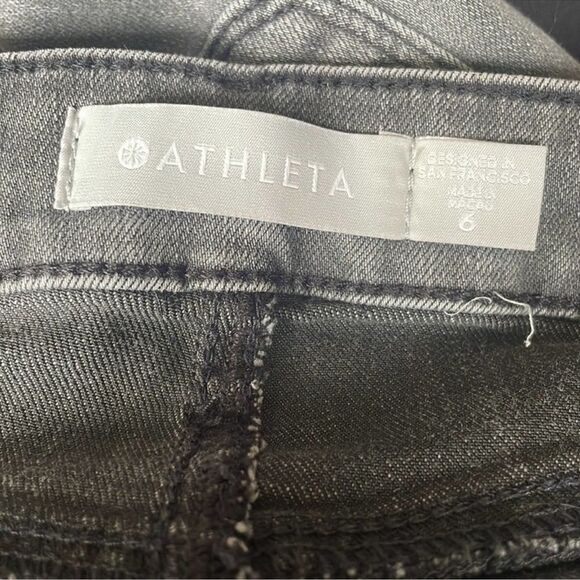 ATHLETA
DESIGNED IN
SAN FRANCISCO
6